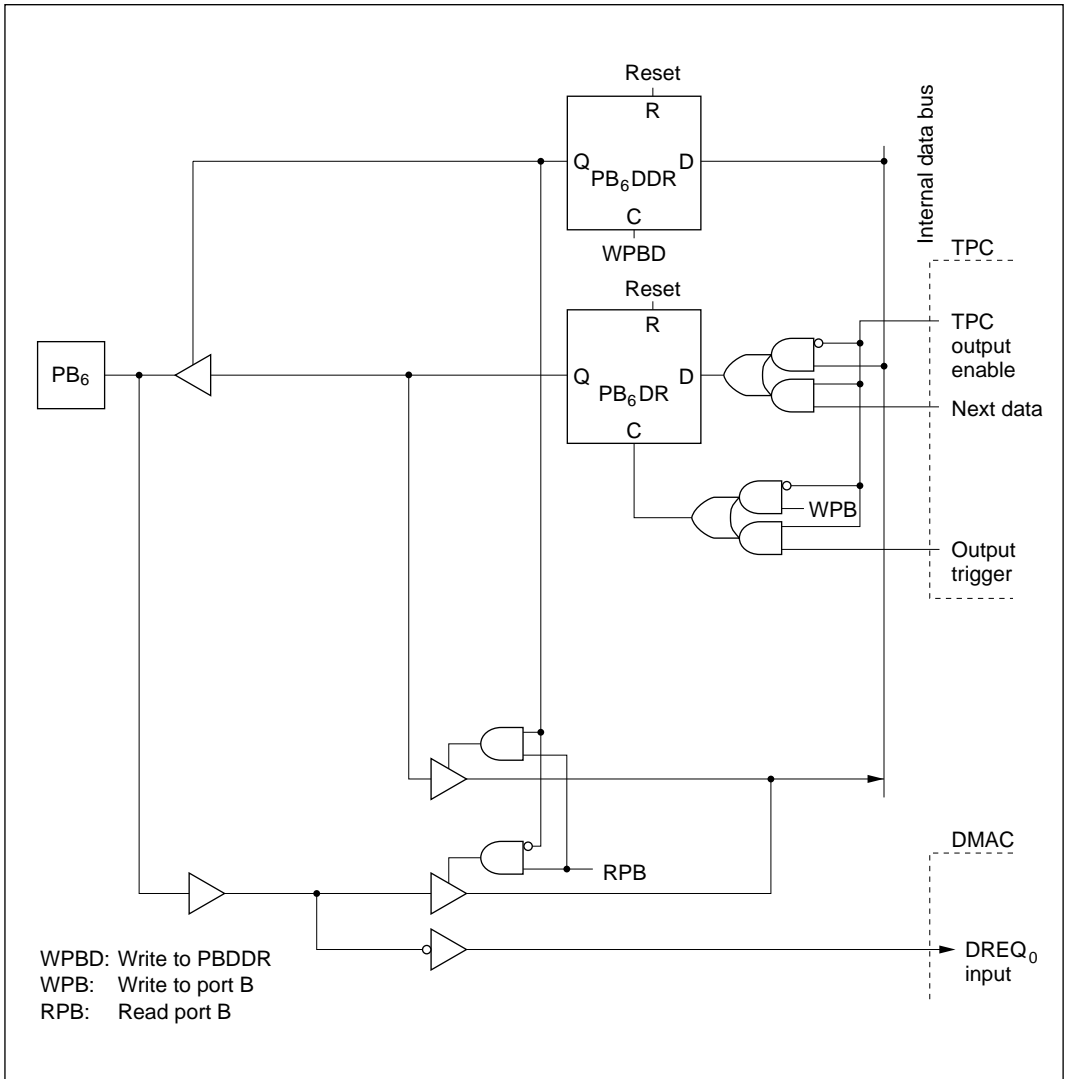 Reset
R
Q
D
PB₆DDR
C
WPBD
Internal data bus
TPC
Reset
R
TPC
output
enable
PB₆
Q
D
PB₆DR
C
Next data
WPB
Output
trigger
DMAC
RPB
WPBD: Write to PBDDR
WPB: Write to port B
RPB: Read port B
DREQ₀
input